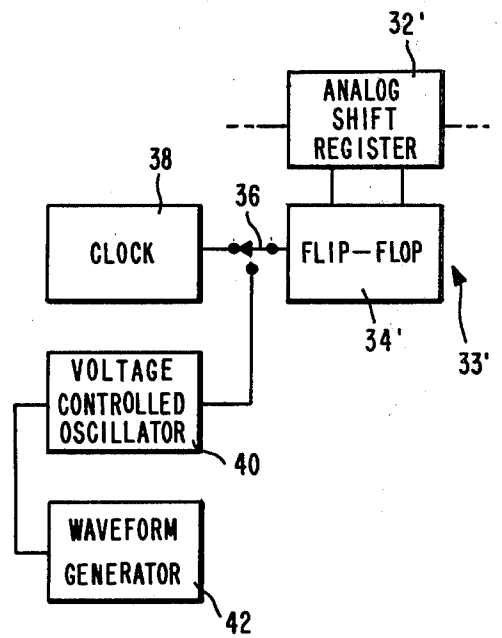 32'
ANALOG
SHIFT
REGISTER
38
36
CLOCK
FLIP-FLOP
34'
33'
VOLTAGE
CONTROLLED
OSCILLATOR
40
WAVEFORM
GENERATOR
42